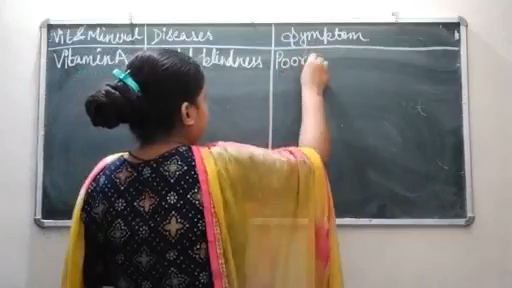 Vit & Mineral Diseases Symptom
Vitamin A blindness Poor